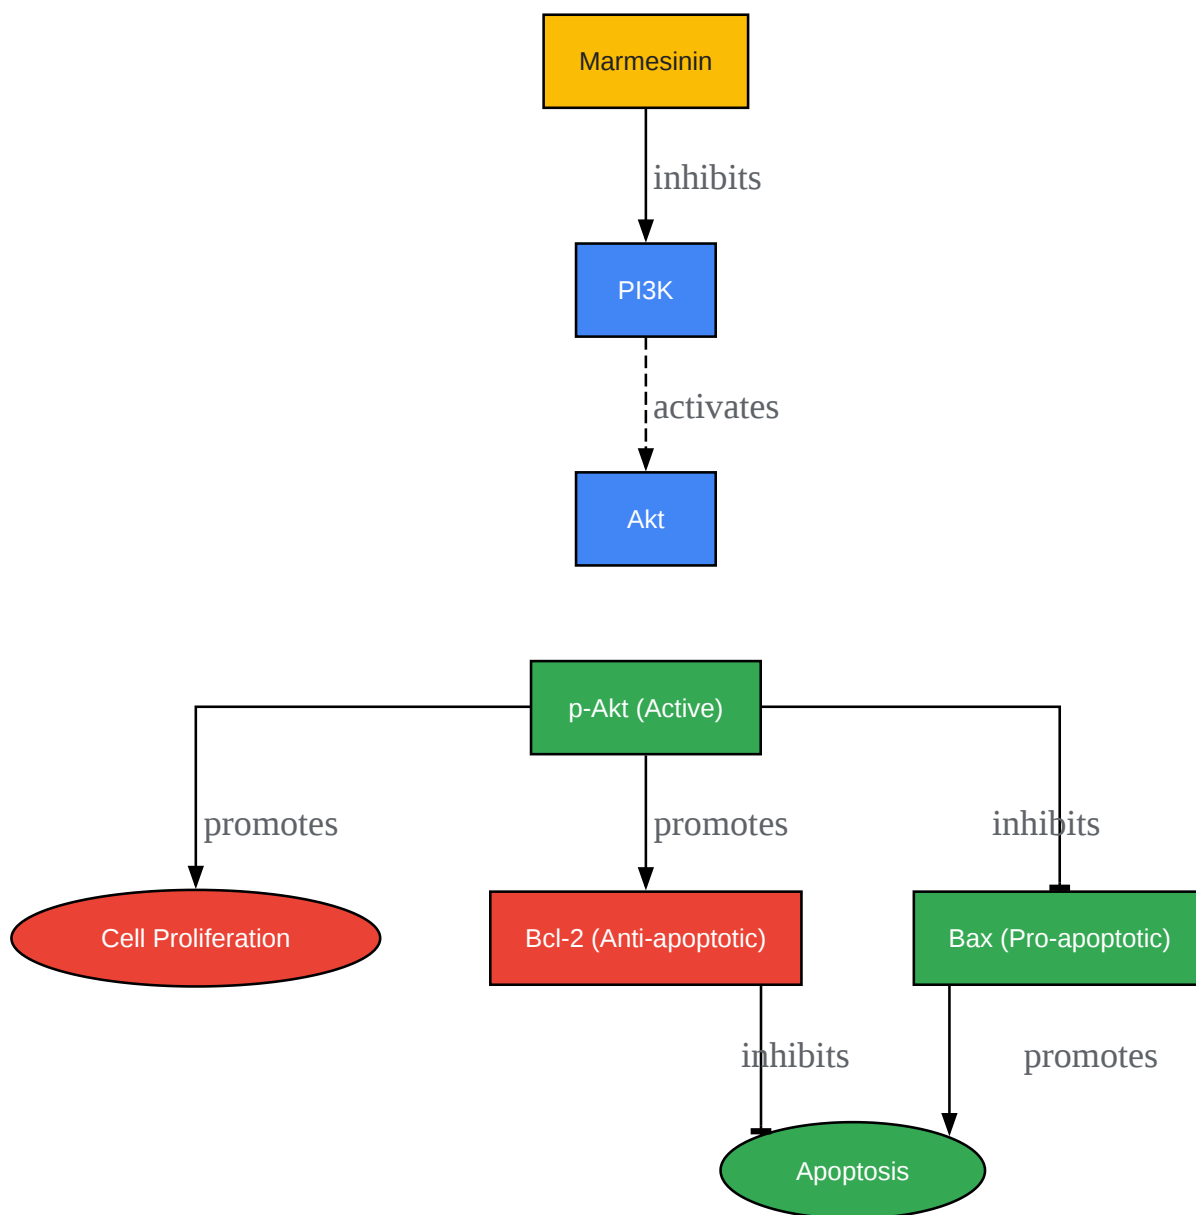 Marmesinin
inhibits
PI3K
activates
Akt
p-Akt (Active)
promotes
promotes
inhibits
Cell Proliferation
Bcl-2 (Anti-apoptotic)
Bax (Pro-apoptotic)
inhibits
promotes
Apoptosis